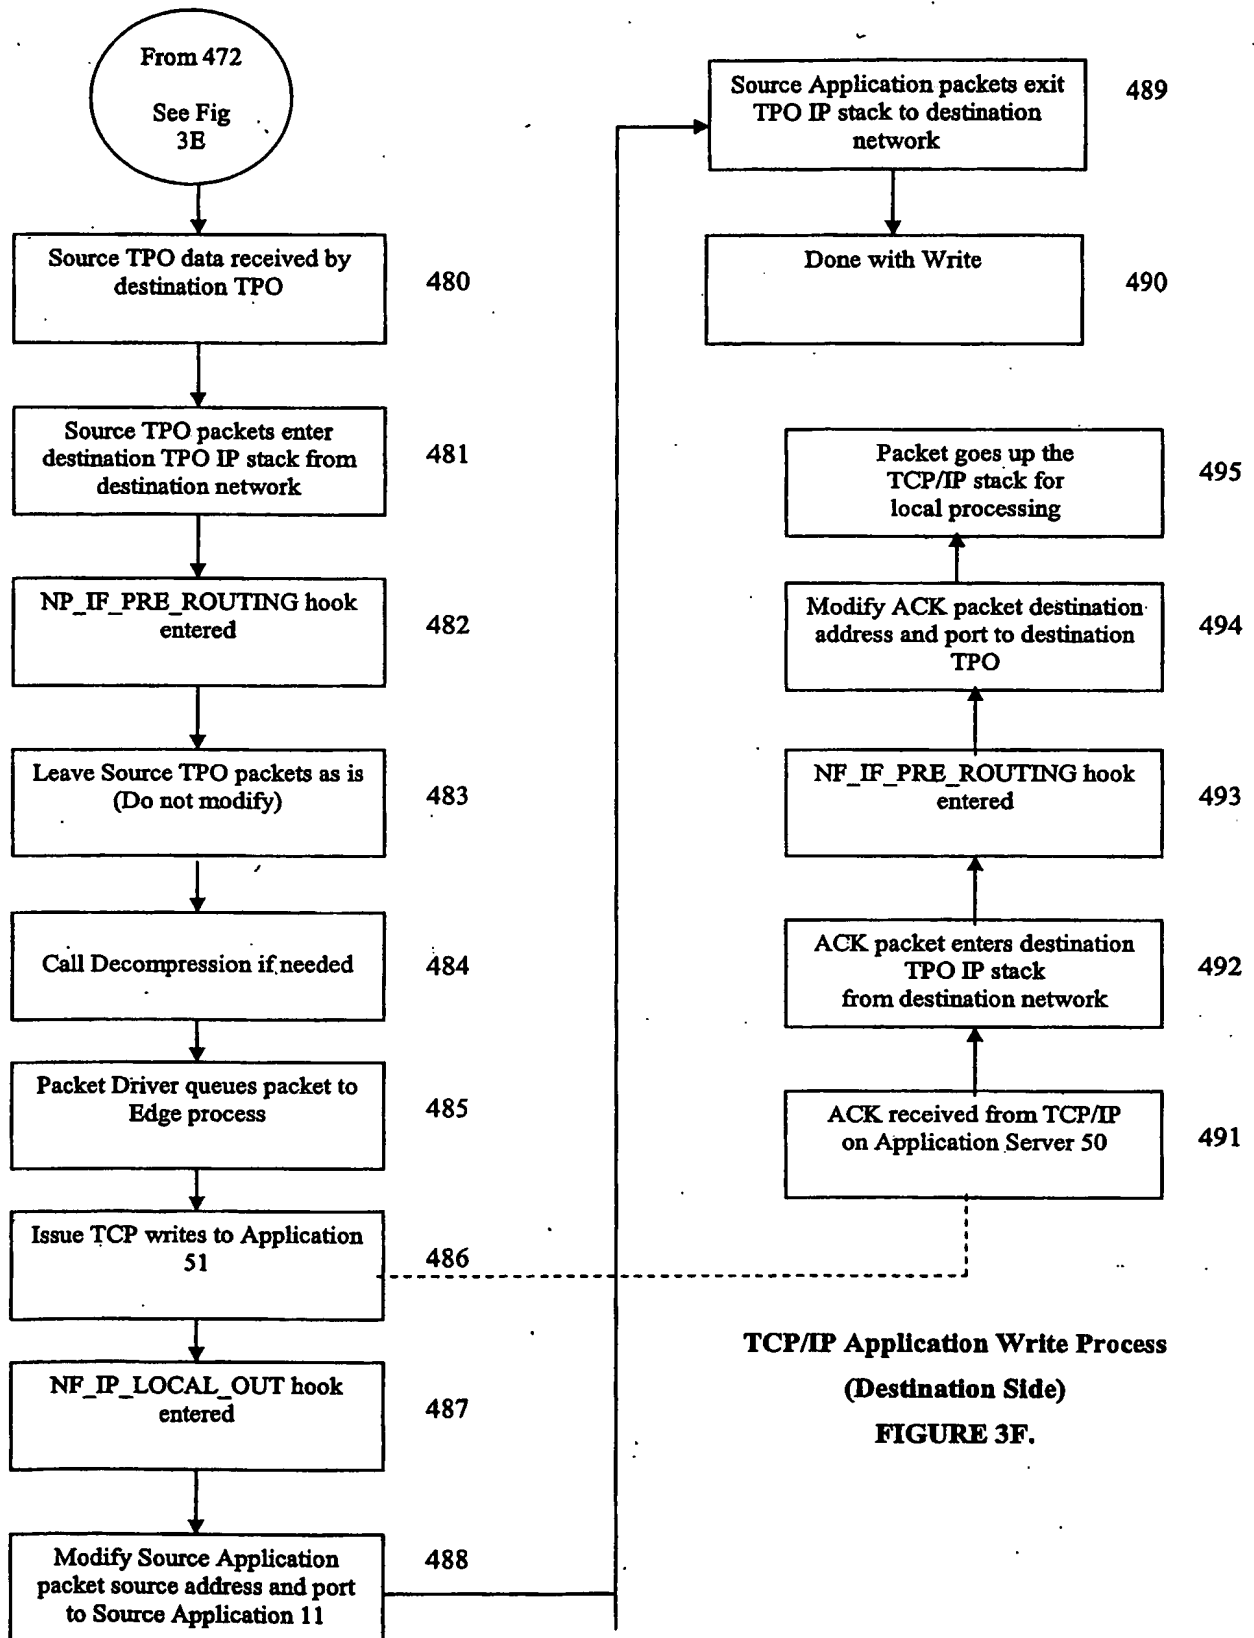 From 472
See Fig
3E
Source TPO data received by
destination TPO
480
Source TPO packets enter
destination TPO IP stack from
destination network
481
NP_IF_PRE_ROUTING hook
entered
482
Leave Source TPO packets as is
(Do not modify)
483
Call Decompression if needed
484
Packet Driver queues packet to
Edge process
485
Issue TCP writes to Application
51
486
NF_IP_LOCAL_OUT hook
entered
487
Modify Source Application
packet source address and port
to Source Application 11
488
Source Application packets exit
TPO IP stack to destination
network
489
Done with Write
490
Packet goes up the
TCP/IP stack for
local processing
495
Modify ACK packet destination
address and port to destination
TPO
494
NF_IF_PRE_ROUTING hook
entered
493
ACK packet enters destination
TPO IP stack
from destination network
492
ACK received from TCP/IP
on Application Server 50
491
TCP/IP Application Write Process
(Destination Side)
FIGURE 3F.